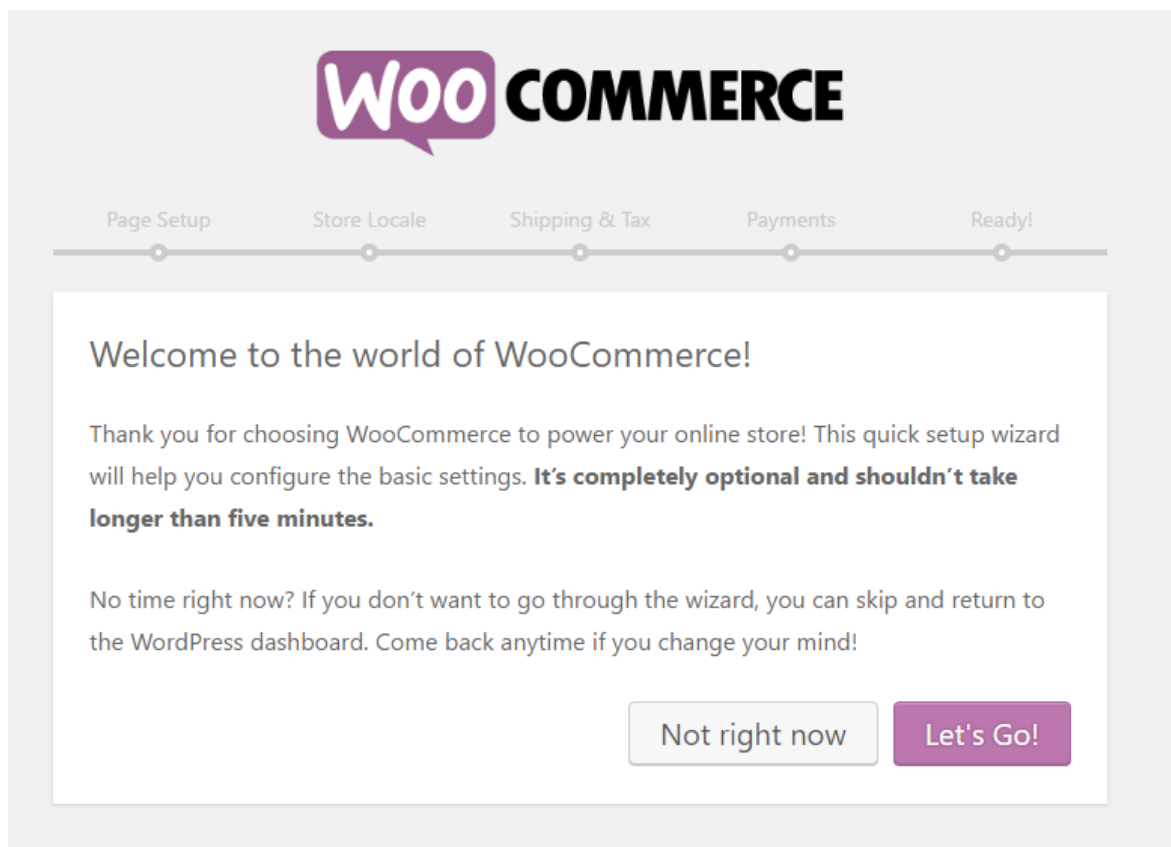 WOO COMMERCE
Page Setup Store Locale Shipping & Tax Payments Ready!
Welcome to the world of WooCommerce!
Thank you for choosing WooCommerce to power your online store! This quick setup wizard
will help you configure the basic settings. It’s completely optional and shouldn’t take
longer than five minutes.
No time right now? If you don’t want to go through the wizard, you can skip and return to
the WordPress dashboard. Come back anytime if you change your mind!
Not right now Let's Go!